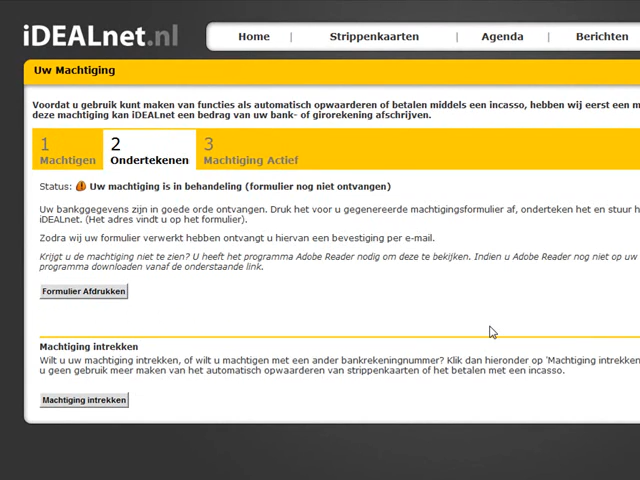 iDEALnet.nl
Home | Strippenkaarten | Agenda | Berichten
Uw Machtiging
Voordat u gebruik kunt maken van functies als automatisch opwaarderen of betalen middels een incasso, hebben wij eerst een
deze machtiging kan iDEALnet een bedrag van uw bank- of girorekening afschrijven.
1 2 3
Machtigen Ondertekenen Machtiging Actief
Status: Uw machtiging is in behandeling (formulier nog niet ontvangen)
Uw bankggegevens zijn in goede orde ontvangen. Druk het voor u gegenereerde machtigingsformulier af, onderteken het en stuur h
iDEALnet. (Het adres vindt u op het formulier).
Zodra wij uw formulier verwerkt hebben ontvangt u hiervan een bevestiging per e-mail.
Krijgt u de machtiging niet te zien? U heeft het programma Adobe Reader nodig om deze te bekijken. Indien u Adobe Reader nog niet op uw
programma downloaden vanaf de onderstaande link.
Formulier Afdrukken
Machtiging intrekken
Wilt u uw machtiging intrekken, of wilt u machtigen met een ander bankrekeningnummer? Klik dan hieronder op 'Machtiging intrekken
u geen gebruik meer maken van het automatisch opwaarderen van strippenkaarten of het betalen met een incasso.
Machtiging intrekken